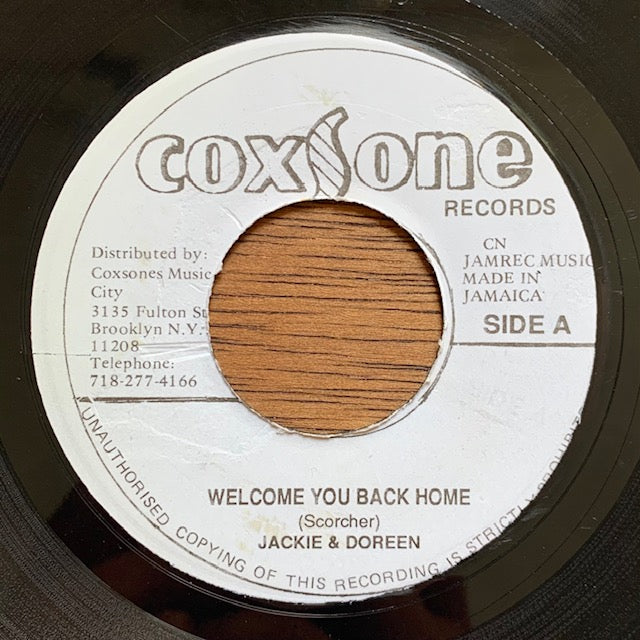 coxsone
RECORDS
Distributed by:
Coxsones Music
City
3135 Fulton St
Brooklyn N.Y.
11208
Telephone:
718-277-4166
CN
JAMREC MUSIC
MADE IN
JAMAICA
SIDE A
WELCOME YOU BACK HOME
(Scorcher)
JACKIE & DOREEN
UNAUTHORISED COPYING OF THIS RECORDING IS STRICTLY